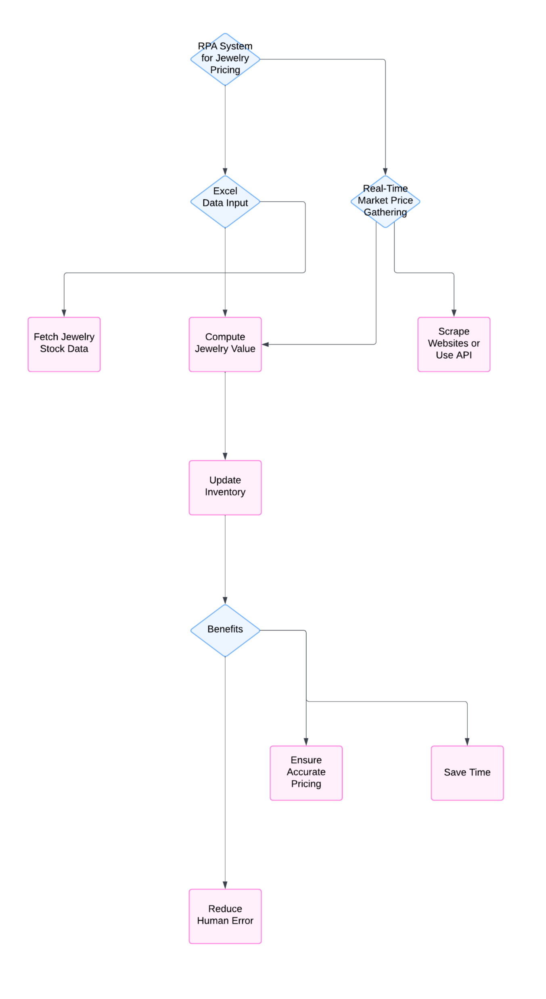 RPA System
for Jewelry
Pricing
Excel
Data Input
Real-Time
Market Price
Gathering
Fetch Jewelry
Stock Data
Compute
Jewelry Value
Scrape
Websites or
Use API
Update
Inventory
Benefits
Ensure
Accurate
Pricing
Save Time
Reduce
Human Error